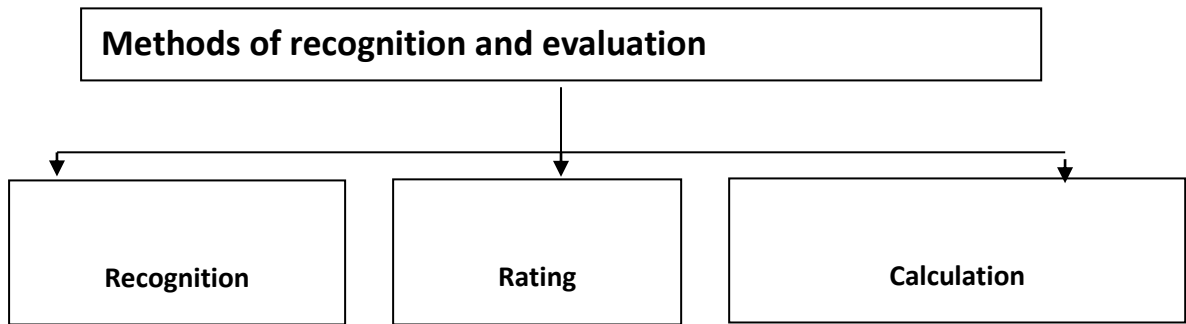 Methods of recognition and evaluation
Recognition
Rating
Calculation